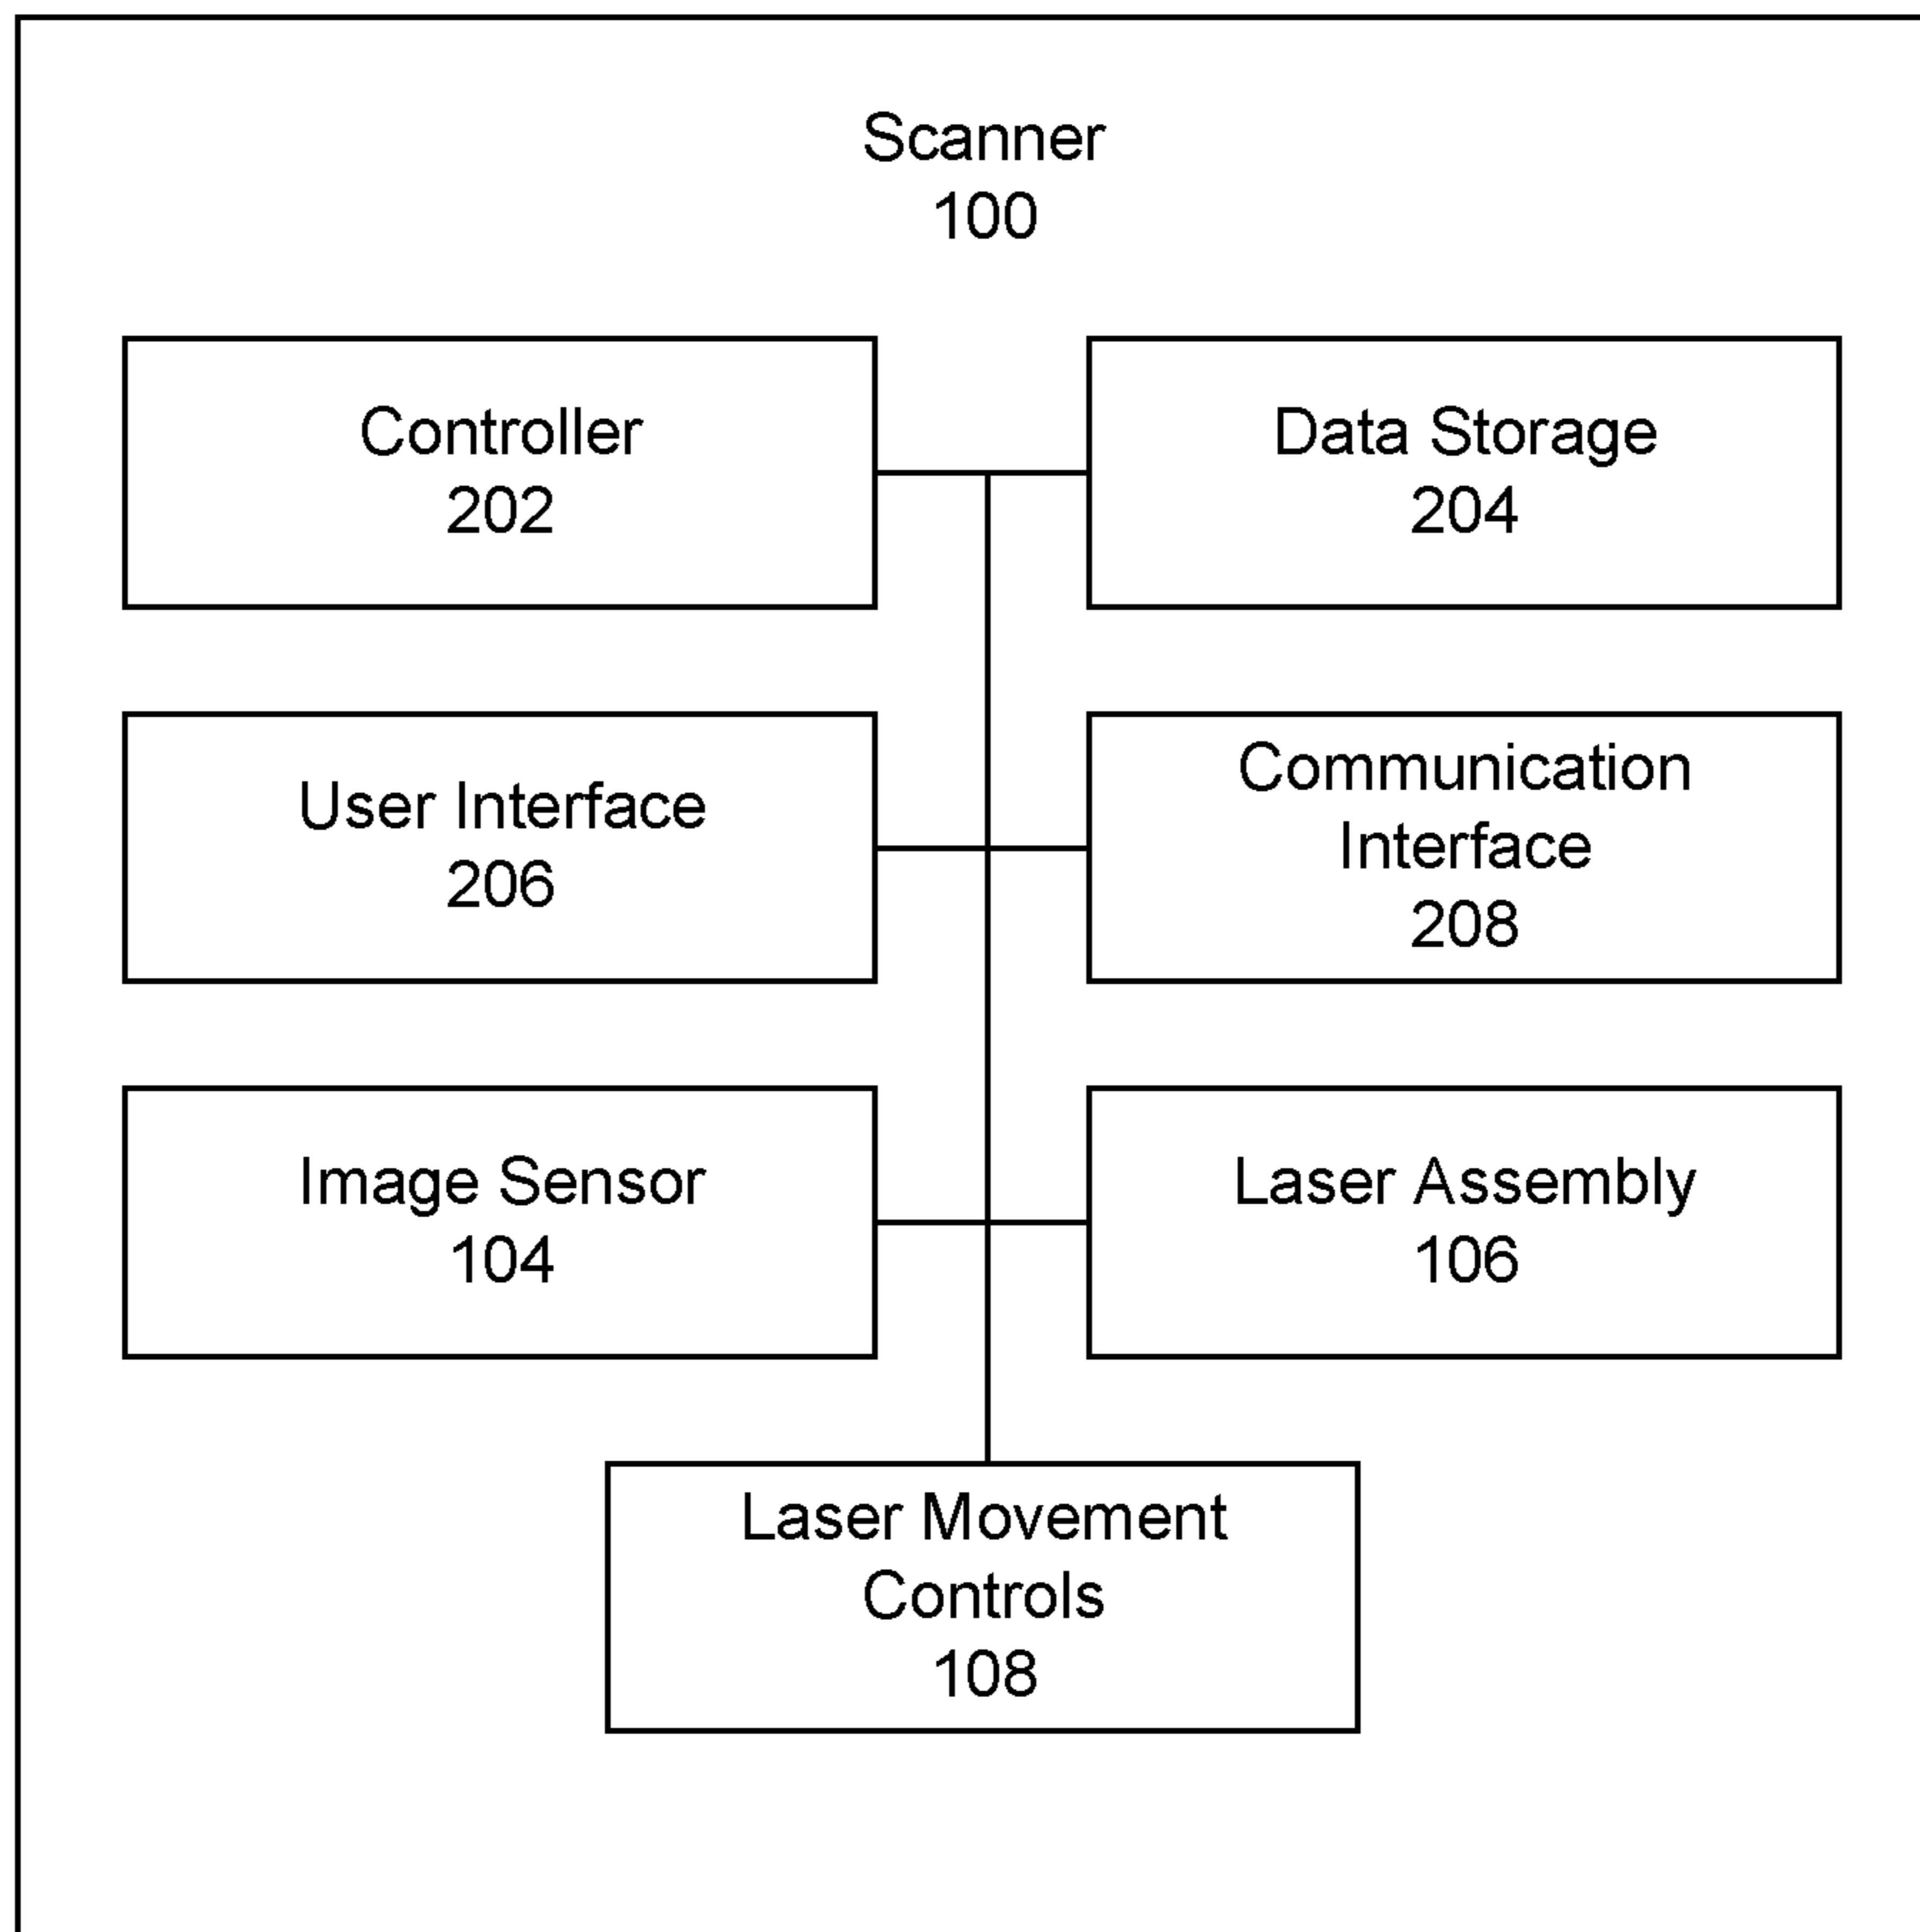 Scanner
100
Controller
202
Data Storage
204
User Interface
206
Communication
Interface
208
Image Sensor
104
Laser Assembly
106
Laser Movement
Controls
108